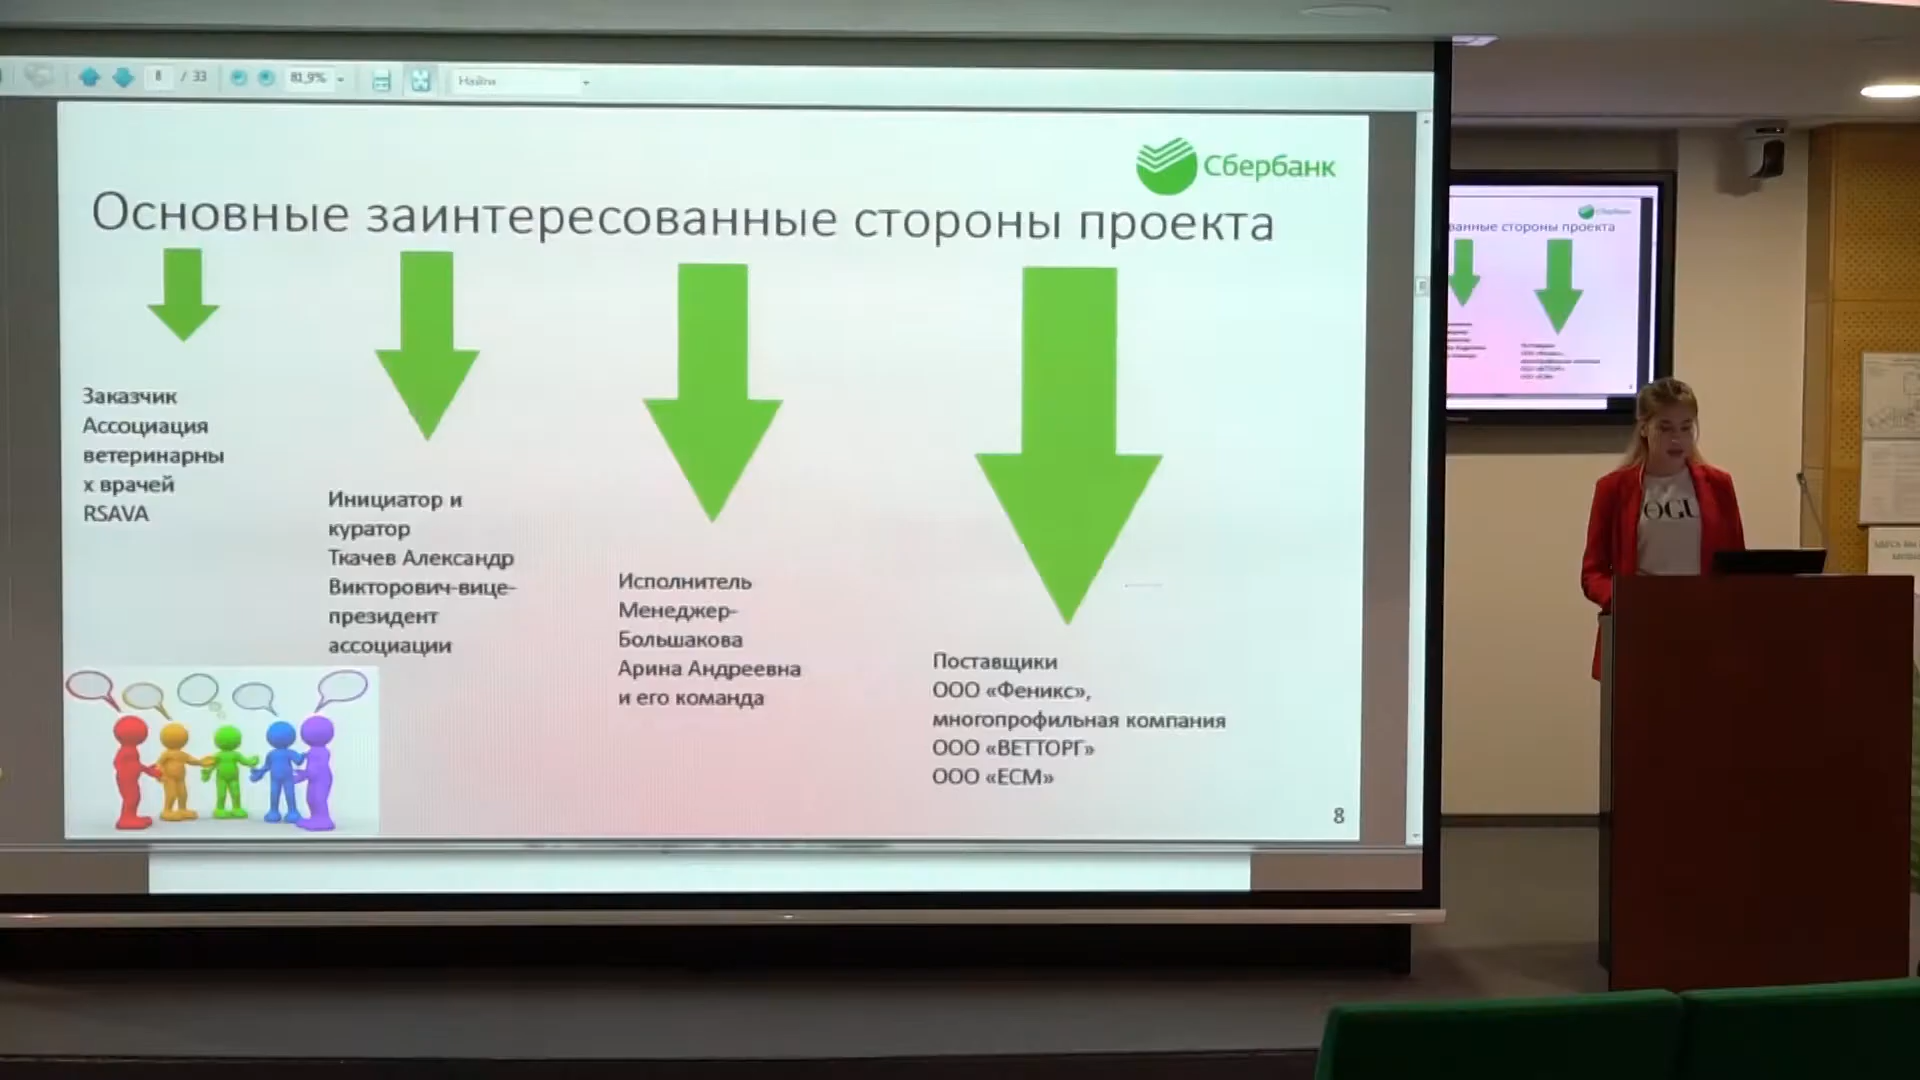 8 / 33
81,9%
Найти
Сбербанк
Основные заинтересованные стороны проекта
Заказчик
Ассоциация
ветеринарны
х врачей
RSAVA
Инициатор и
куратор
Ткачев Александр
Викторович-вице-
президент
ассоциации
Исполнитель
Менеджер-
Большакова
Арина Андреевна
и его команда
Поставщики
ООО «Феникс»,
многопрофильная компания
ООО «ВЕТТОРГ»
ООО «ЕСМ»
8
Сбербанк
стороны проекта